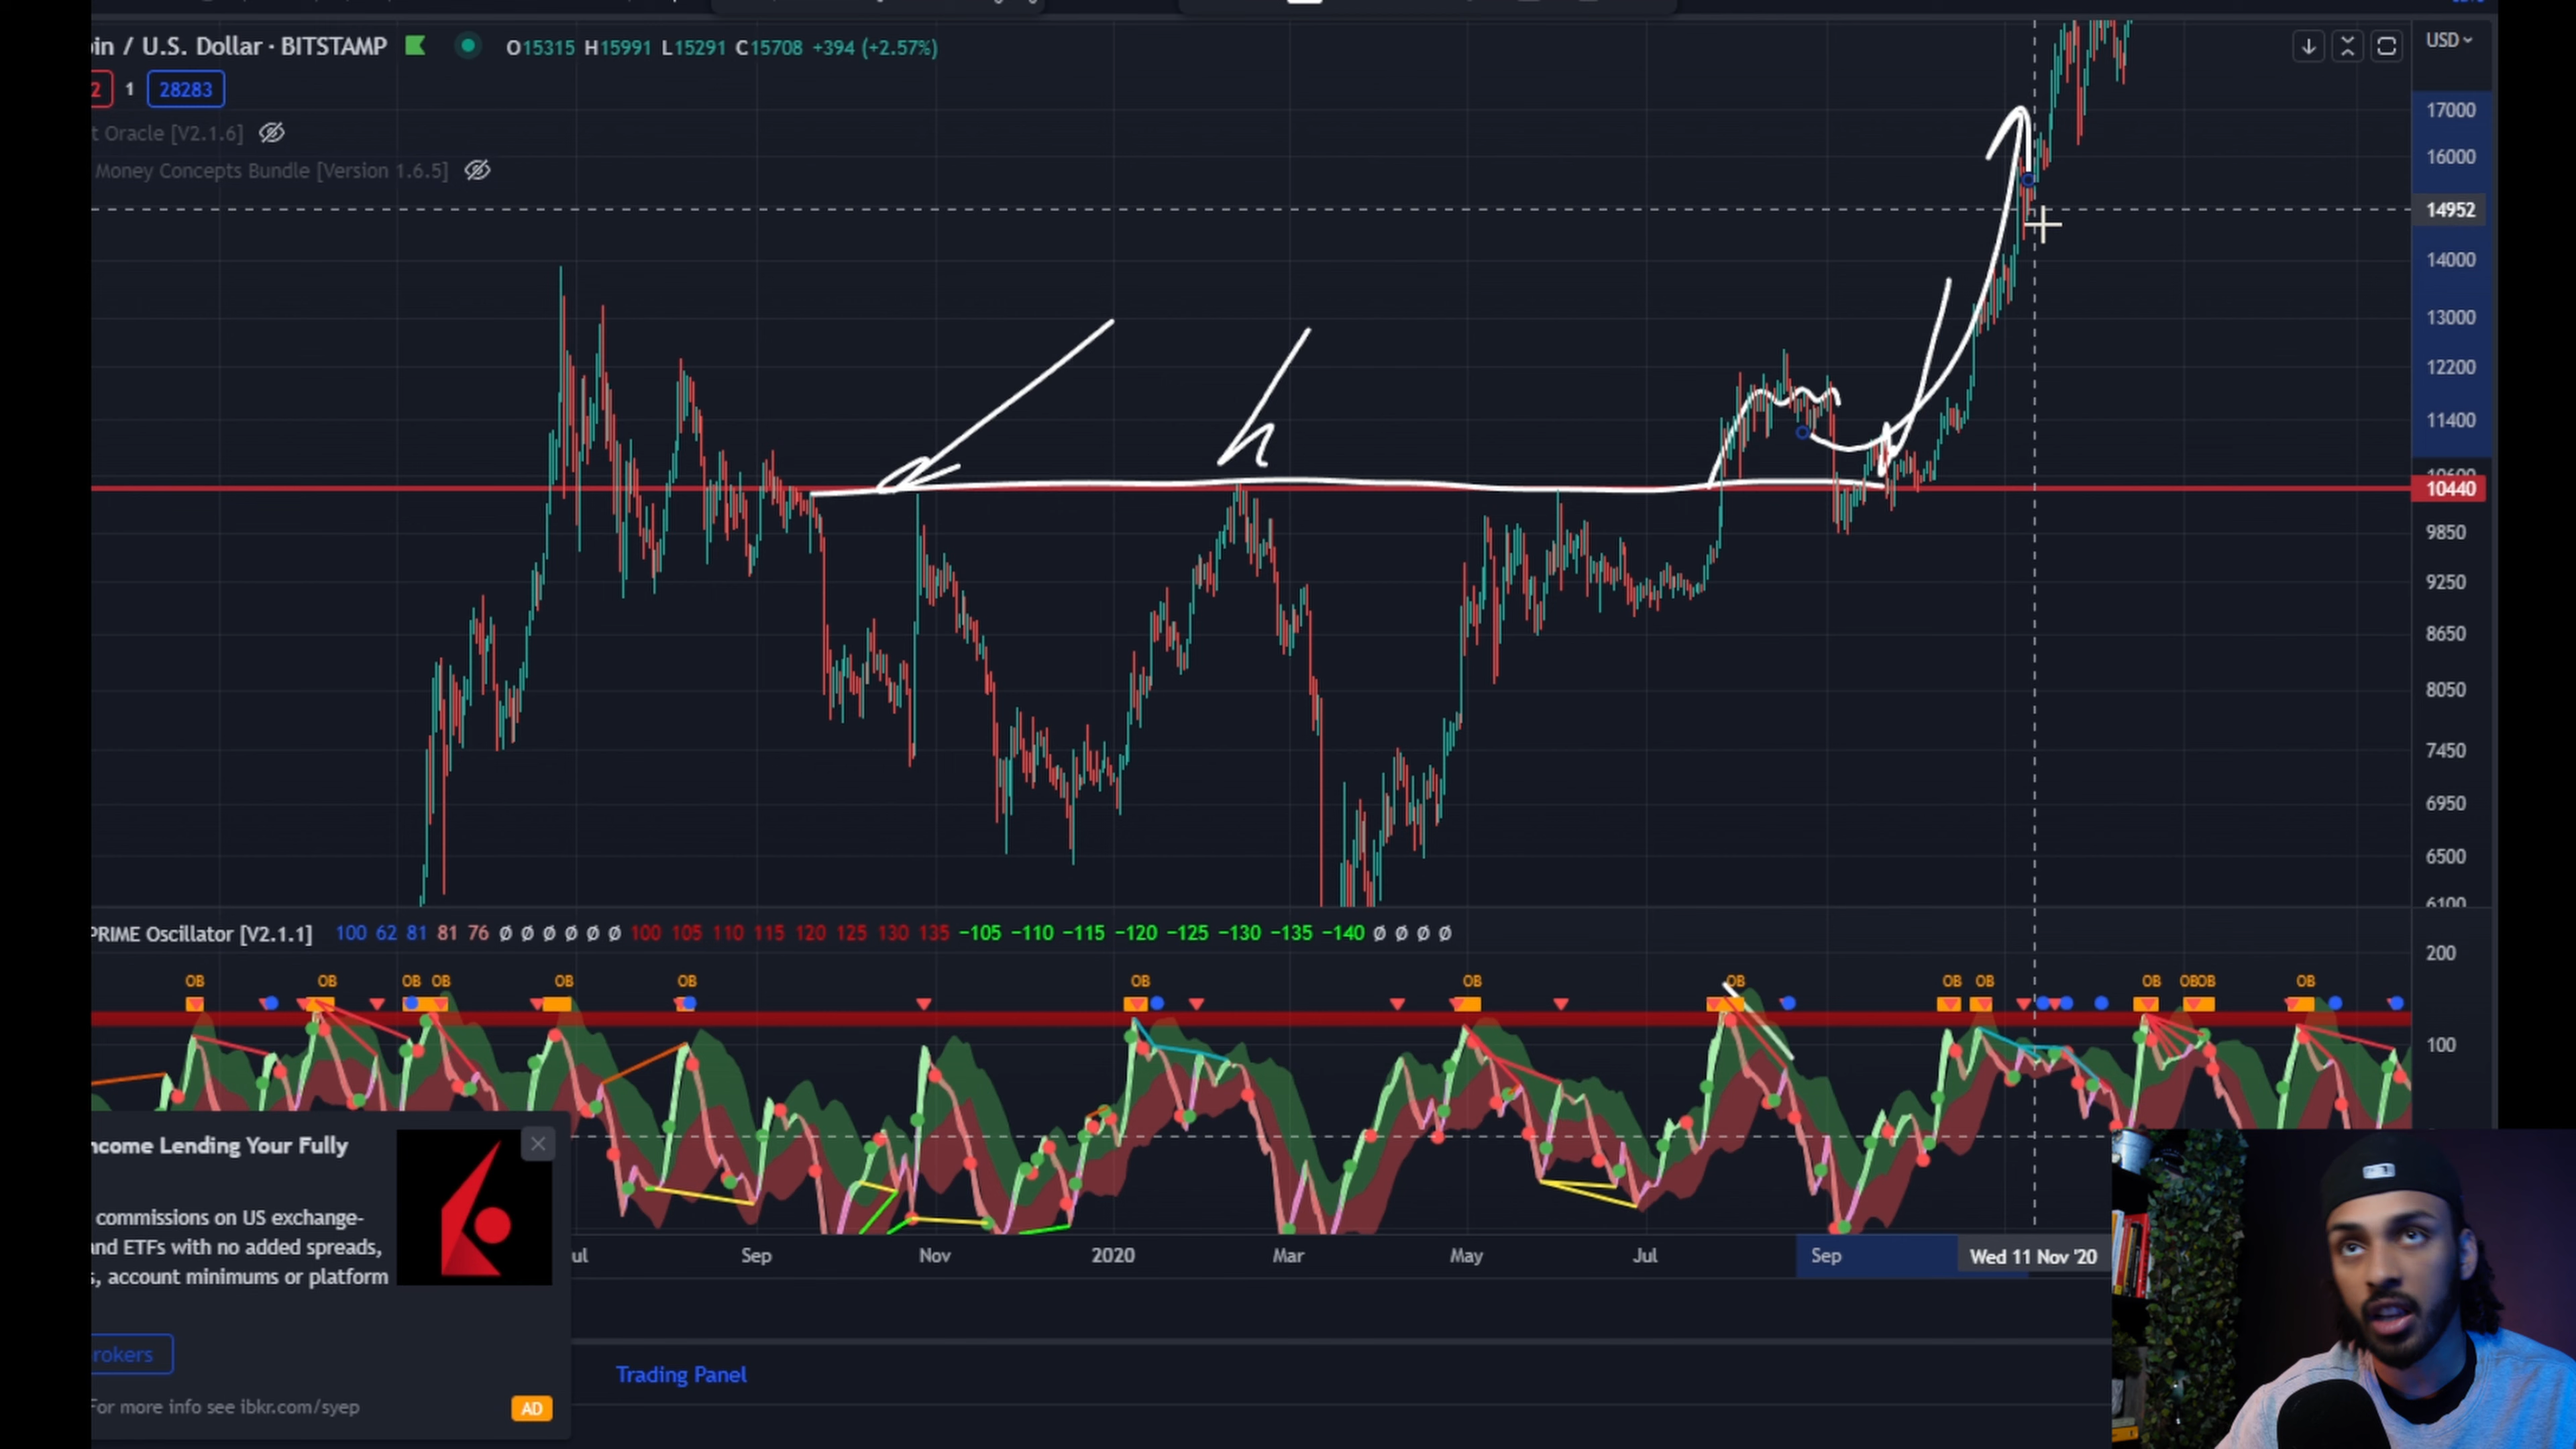 oin / U.S. Dollar · BITSTAMP O15315 H15991 L15291 C15708 +394 (+2.57%)
USD
2 1 28283
t Oracle [V2.1.6]
Money Concepts Bundle [Version 1.6.5]
17000
16000
14952
14000
13000
12200
11400
10600
10440
9850
9250
8650
8050
7450
6950
6500
6100
PRIME Oscillator [V2.1.1] 100 62 81 81 76 Ø Ø Ø Ø Ø Ø 100 105 110 115 120 125 130 135 −105 −110 −115 −120 −125 −130 −135 −140 Ø Ø Ø Ø
200
OB OB OB OB OB OB OB OB OB OB OB OB OBOB OB
100
ncome Lending Your Fully
commissions on US exchange-
and ETFs with no added spreads,
s, account minimums or platform
rokers
For more info see ibkr.com/syep
AD
ul Sep Nov 2020 Mar May Jul Sep Wed 11 Nov '20
Trading Panel